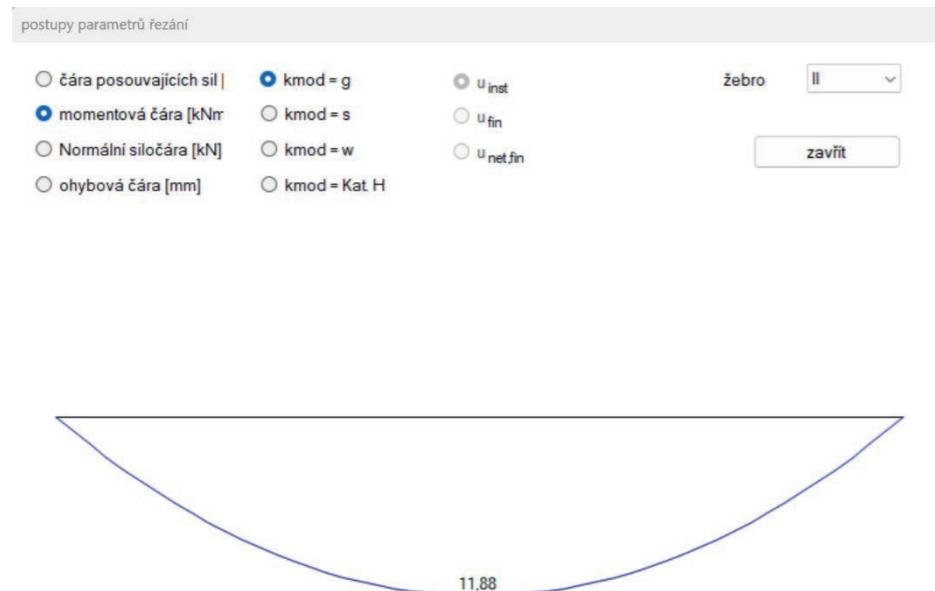 postupy parametrů řezání
čára posouvajících sil |
momentová čára [kNm
Normální siločára [kN]
ohybová čára [mm]
kmod = g
kmod = s
kmod = w
kmod = Kat. H
u inst
u fin
u net,fin
žebro
II
zavřít
11,88